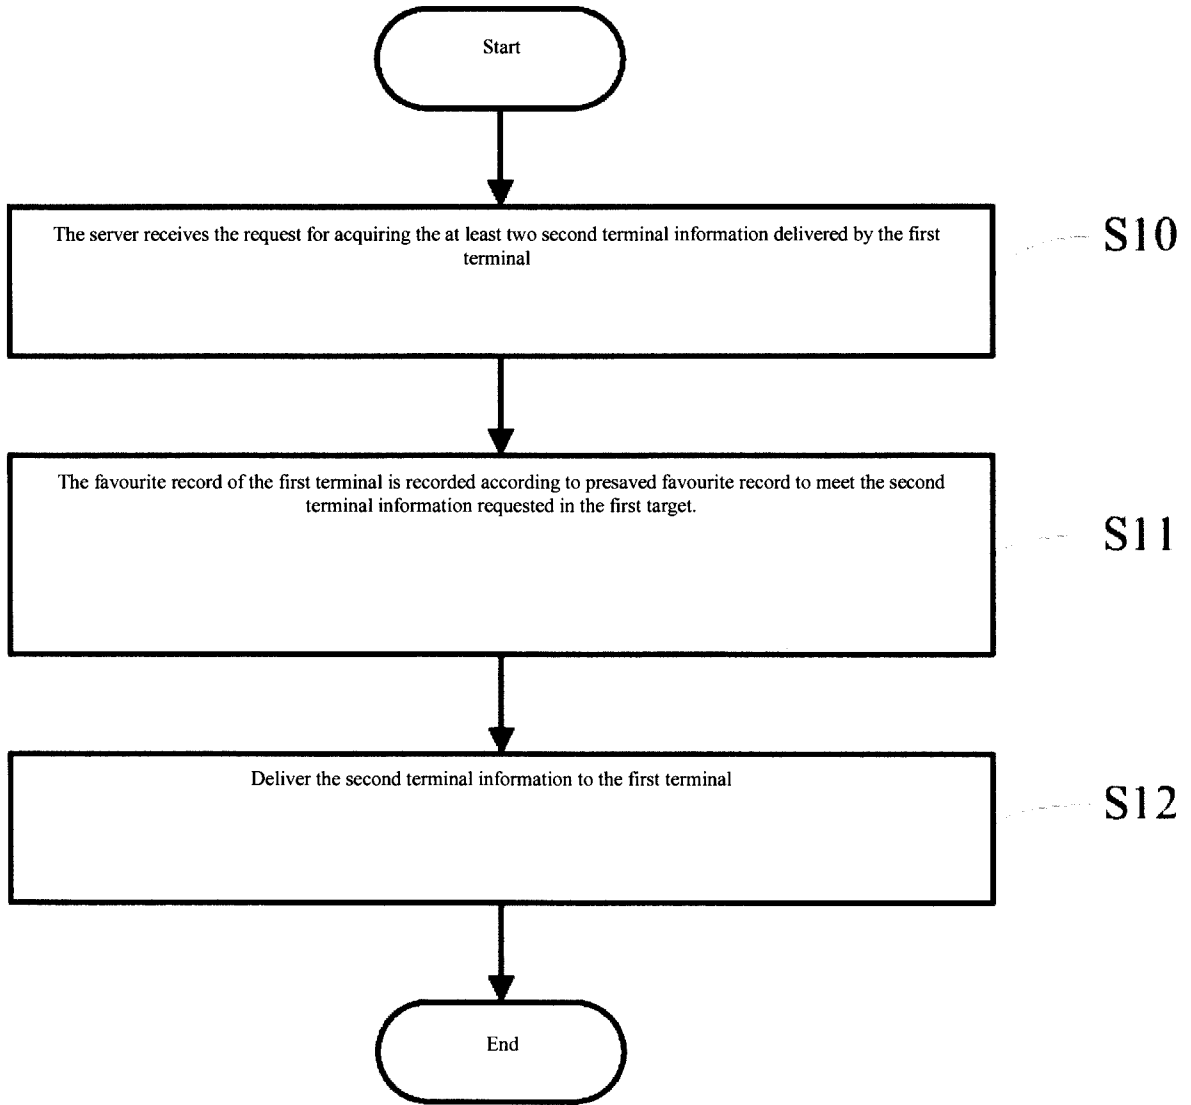 Start
The server receives the request for acquiring the at least two second terminal information delivered by the first
terminal
S10
The favourite record of the first terminal is recorded according to presaved favourite record to meet the second
terminal information requested in the first target.
S11
Deliver the second terminal information to the first terminal
S12
End